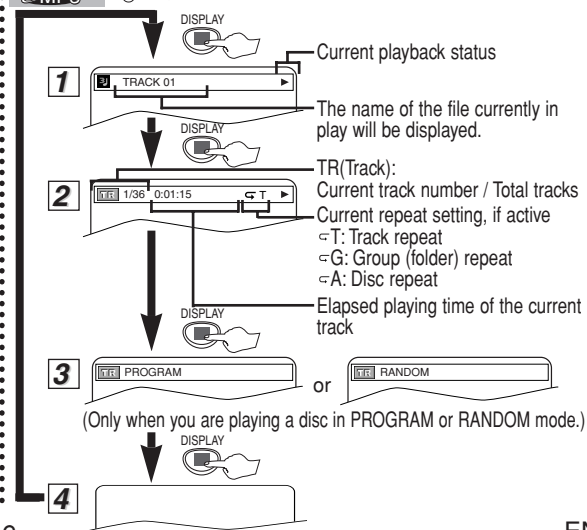 DISPLAY
Current playback status
1
TRACK 01
The name of the file currently in
play will be displayed.
DISPLAY
TR(Track):
Current track number / Total tracks
2
TR 1/36 0:01:15 T
Current repeat setting, if active
T: Track repeat
G: Group (folder) repeat
A: Disc repeat
Elapsed playing time of the current
track
DISPLAY
3
TR PROGRAM
or
TR RANDOM
(Only when you are playing a disc in PROGRAM or RANDOM mode.)
DISPLAY
4